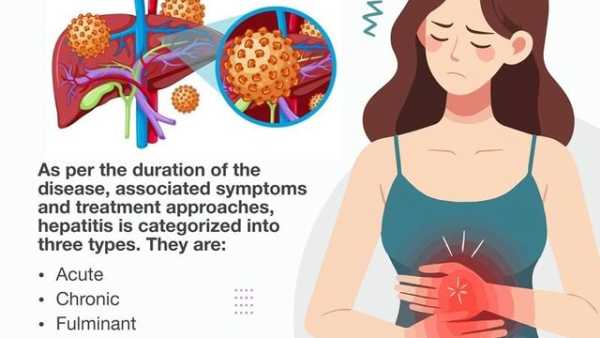 As per the duration of the
disease, associated symptoms
and treatment approaches,
hepatitis is categorized into
three types. They are:
• Acute
• Chronic
• Fulminant